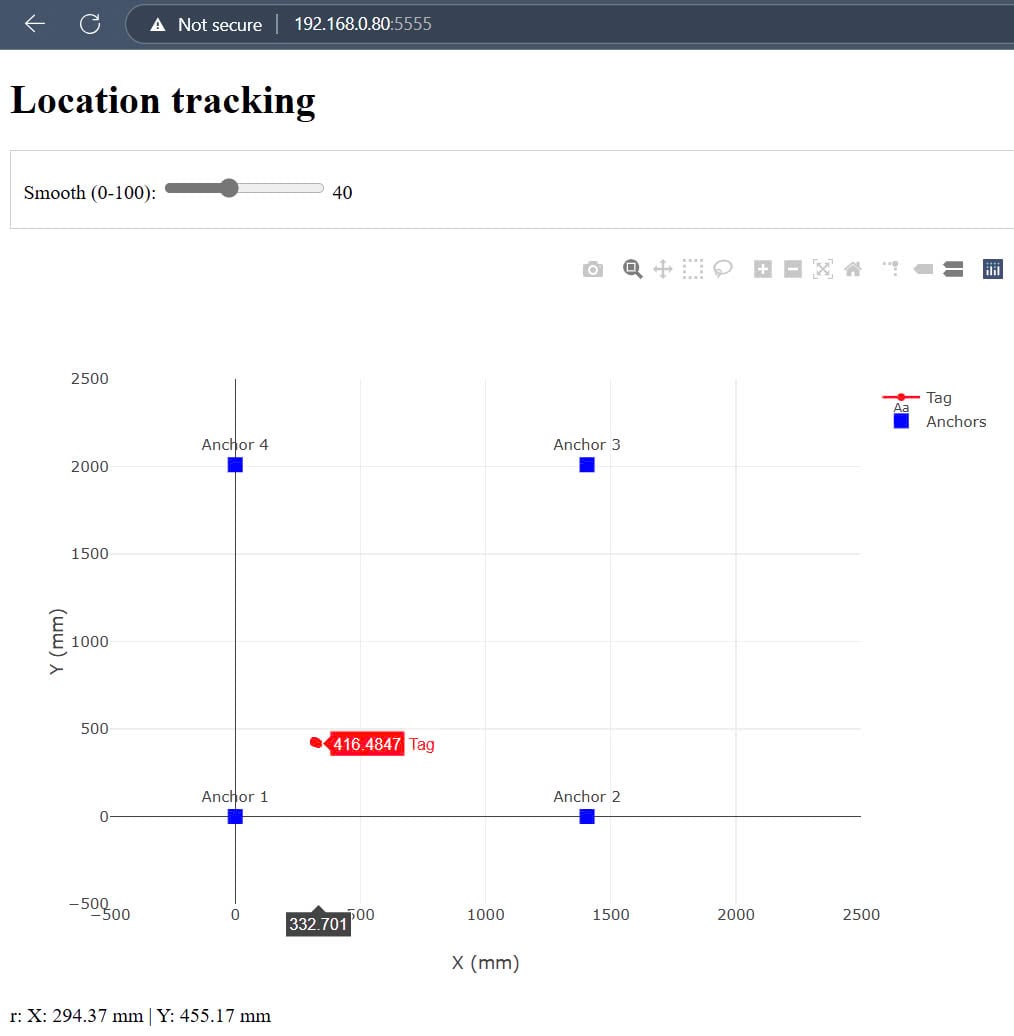 Not secure | 192.168.0.80:5555
Location tracking
Smooth (0-100): 40
2500
Tag
Aa
Anchors
Anchor 4 Anchor 3
2000
1500
Y (mm)
1000
500
416.4847 Tag
Anchor 1 Anchor 2
0
−500
−500 0 332.701 500 1000 1500 2000 2500
X (mm)
r: X: 294.37 mm | Y: 455.17 mm